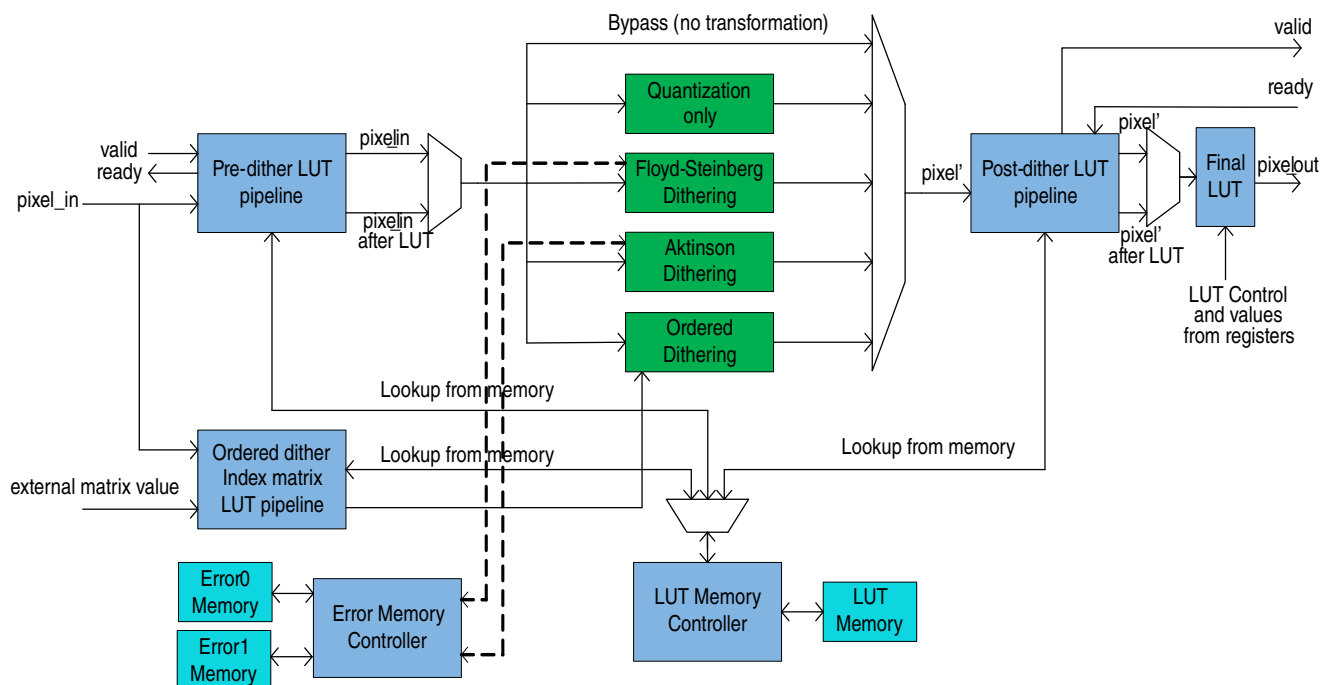 Bypass (no transformation)
valid
ready
Quantization
only
valid
ready
pixel_in
Pre-dither LUT
pipeline
pixel_in
pixel_in
after LUT
Floyd-Steinberg
Dithering
Aktinson
Dithering
Ordered
Dithering
pixel'
Post-dither LUT
pipeline
pixel'
pixel'
after LUT
Final
LUT
pixelout
LUT Control
and values
from registers
Lookup from memory
Lookup from memory
Lookup from memory
Ordered dither
Index matrix
LUT pipeline
external matrix value
Error0
Memory
Error1
Memory
Error Memory
Controller
LUT Memory
Controller
LUT
Memory